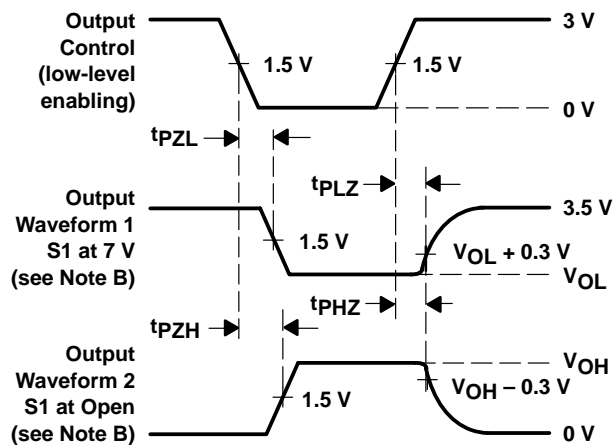 Output
Control
(low-level
enabling)
1.5 V
1.5 V
3 V
0 V
tPZL
tPLZ
Output
Waveform 1
S1 at 7 V
(see Note B)
1.5 V
3.5 V
VOL + 0.3 V
VOL
tPZH
tPHZ
Output
Waveform 2
S1 at Open
(see Note B)
1.5 V
VOH
VOH – 0.3 V
0 V